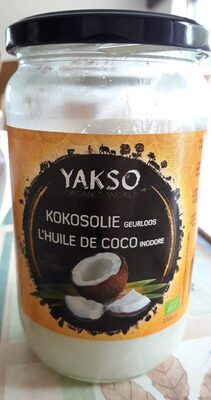 YAKSO
ORGANIC WORLD
KOKOSOLIE GEURLOOS
L'HUILE DE COCO INODORE